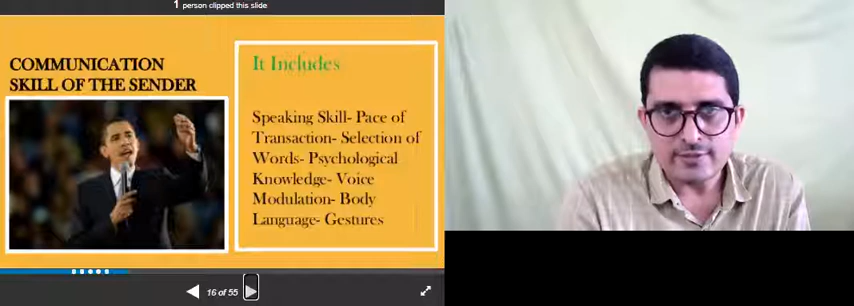 1 person clipped this slide
COMMUNICATION
SKILL OF THE SENDER
It Includes
Speaking Skill- Pace of
Transaction- Selection of
Words- Psychological
Knowledge- Voice
Modulation- Body
Language- Gestures
16 of 55